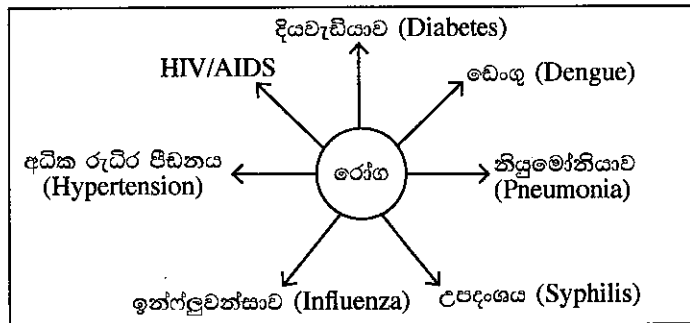 දියවැඩියාව (Diabetes)
HIV/AIDS
ඩෙංගු (Dengue)
අධික රුධිර පීඩනය
(Hypertension)
රෝග
නියුමෝනියාව
(Pneumonia)
ඉන්ෆ්ලුවන්සාව (Influenza)
උපදංශය (Syphilis)